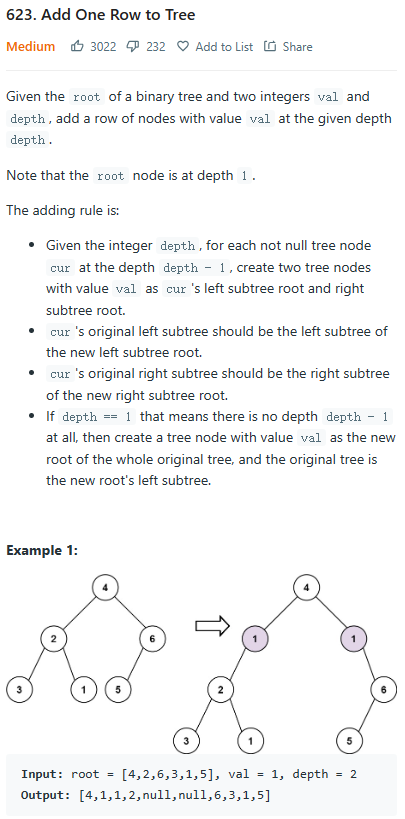 623. Add One Row to Tree
Medium 3022 232 Add to List Share
Given the root of a binary tree and two integers val and
depth, add a row of nodes with value val at the given depth
depth.
Note that the root node is at depth 1.
The adding rule is:
• Given the integer depth, for each not null tree node
cur at the depth depth - 1, create two tree nodes
with value val as cur 's left subtree root and right
subtree root.
• cur 's original left subtree should be the left subtree of
the new left subtree root.
• cur 's original right subtree should be the right subtree
of the new right subtree root.
• If depth == 1 that means there is no depth depth - 1
at all, then create a tree node with value val as the new
root of the whole original tree, and the original tree is
the new root's left subtree.
Example 1:
4 4
2 6 1 1
3 1 5 2 6
3 1 5
Input: root = [4,2,6,3,1,5], val = 1, depth = 2
Output: [4,1,1,2,null,null,6,3,1,5]